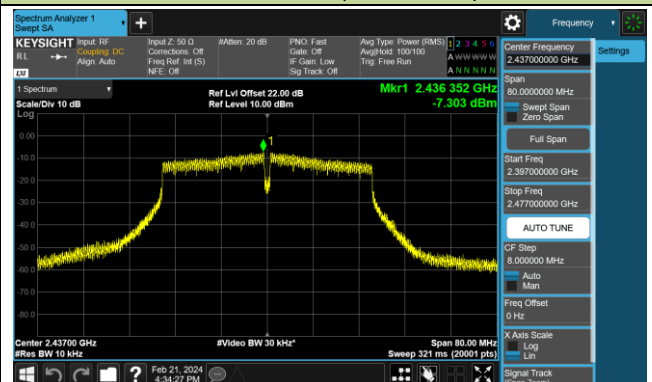 Spectrum Analyzer 1
Swept SA
Frequency
KEYSIGHT
RL
LXI
Input: RF
Coupling: DC
Align: Auto
Input Z: 50 Ω
Corrections: Off
Freq Ref: Int (S)
NFE: Off
#Atten: 20 dB
PNO: Fast
Gate: Off
IF Gain: Low
Sig Track: Off
Avg Type: Power (RMS)
Avg|Hold: 100/100
Trig: Free Run
1 2 3 4 5 6
A W W W W W
A N N N N N
1 Spectrum
Scale/Div 10 dB
Log
Ref Lvl Offset 22.00 dB
Ref Level 10.00 dBm
Mkr1 2.436 352 GHz
-7.303 dBm
1
0.00
-10.0
-20.0
-30.0
-40.0
-50.0
-60.0
-70.0
-80.0
Center 2.43700 GHz
#Res BW 10 kHz
#Video BW 30 kHz*
Span 80.00 MHz
Sweep 321 ms (20001 pts)
Feb 21, 2024
4:34:27 PM
Center Frequency
2.437000000 GHz
Span
80.0000000 MHz
Swept Span
Zero Span
Full Span
Start Freq
2.397000000 GHz
Stop Freq
2.477000000 GHz
AUTO TUNE
CF Step
8.000000 MHz
Auto
Man
Freq Offset
0 Hz
X Axis Scale
Log
Lin
Signal Track
Settings